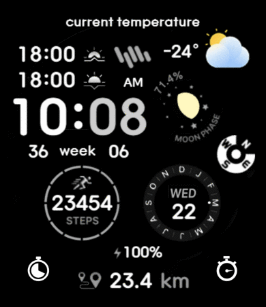 current temperature
18:00 -24°
18:00 AM
71.4%
10:08
MOON PHASE
36 week 06
N E S W
23454
STEPS
J F M A M J J A S O N D
WED
22
100%
23.4 km